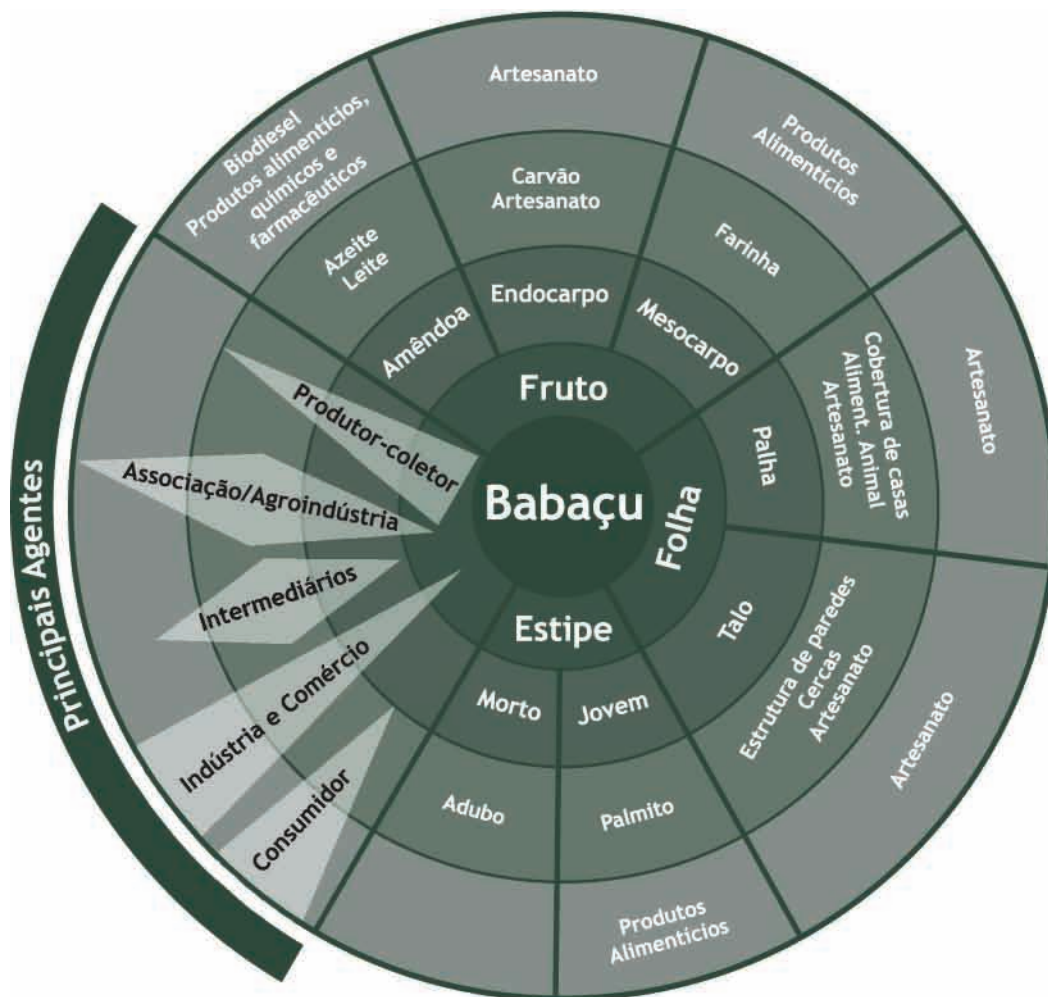 Artesanato
Biodiesel
Produtos alimentícios,
químicos e
farmacêuticos
Produtos
Alimentícios
Carvão
Artesanato
Azeite
Leite
Farinha
Endocarpo
Amêndoa
Mesocarpo
Fruto
Cobertura de casas
Aliment. Animal
Artesanato
Artesanato
Palha
Babaçu
Folha
Produtor-coletor
Associação/Agroindústria
Intermediários
Indústria e Comércio
Consumidor
Principais Agentes
Estipe
Talo
Estrutura de paredes
Cercas
Artesanato
Artesanato
Morto
Jovem
Adubo
Palmito
Produtos
Alimenticios